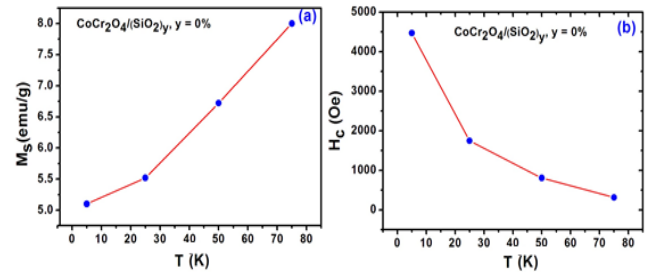 CoCr2O4/(SiO2)y, y = 0%
(a)
8.0
7.5
7.0
6.5
6.0
5.5
5.0
MS(emu/g)
0 10 20 30 40 50 60 70 80
T (K)
CoCr2O4/(SiO2)y, y = 0%
(b)
5000
4000
3000
2000
1000
0
HC (Oe)
0 10 20 30 40 50 60 70 80
T (K)